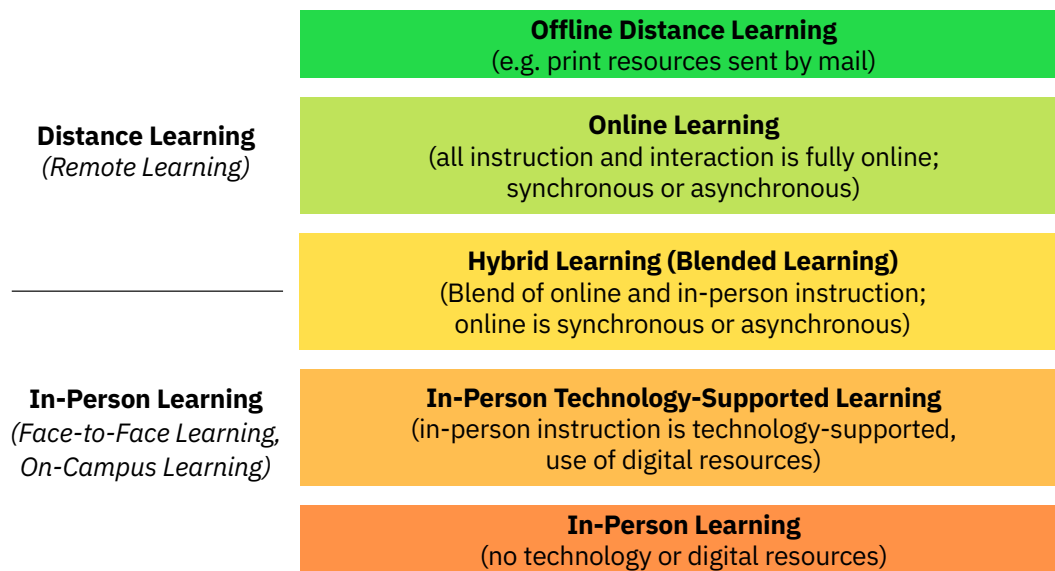 Distance Learning
(Remote Learning)
In-Person Learning
(Face-to-Face Learning,
On-Campus Learning)
Offline Distance Learning
(e.g. print resources sent by mail)
Online Learning
(all instruction and interaction is fully online;
synchronous or asynchronous)
Hybrid Learning (Blended Learning)
(Blend of online and in-person instruction;
online is synchronous or asynchronous)
In-Person Technology-Supported Learning
(in-person instruction is technology-supported,
use of digital resources)
In-Person Learning
(no technology or digital resources)